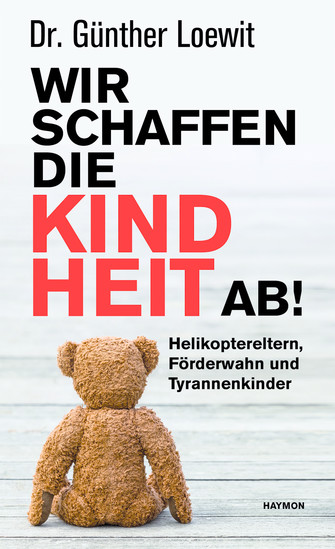 Dr. Günther Loewit
WIR
SCHAFFEN
DIE
KIND
HEIT AB!
Helikoptereltern,
Förderwahn und
Tyrannenkinder
HAYMON